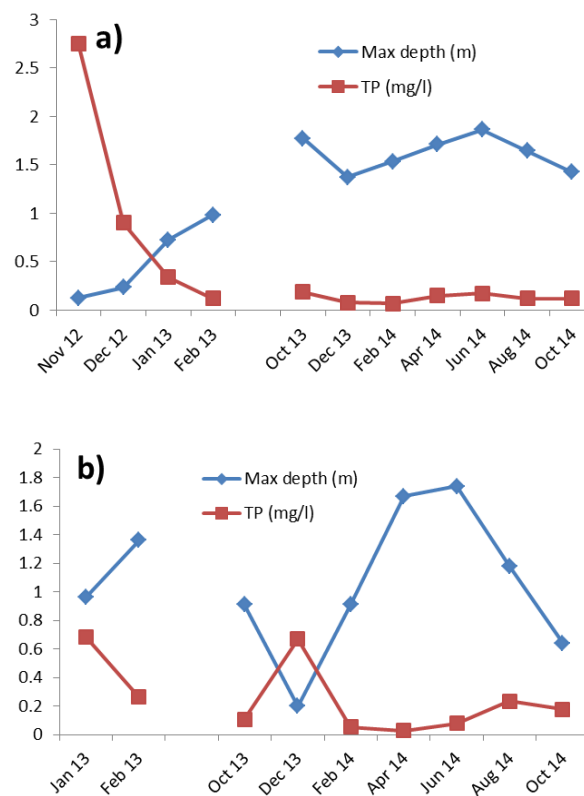 a)
Max depth (m)
TP (mg/l)
3
2.5
2
1.5
1
0.5
0
Nov 12 Dec 12 Jan 13 Feb 13 Oct 13 Dec 13 Feb 14 Apr 14 Jun 14 Aug 14 Oct 14
b)
Max depth (m)
TP (mg/l)
2
1.8
1.6
1.4
1.2
1
0.8
0.6
0.4
0.2
0
Jan 13 Feb 13 Oct 13 Dec 13 Feb 14 Apr 14 Jun 14 Aug 14 Oct 14